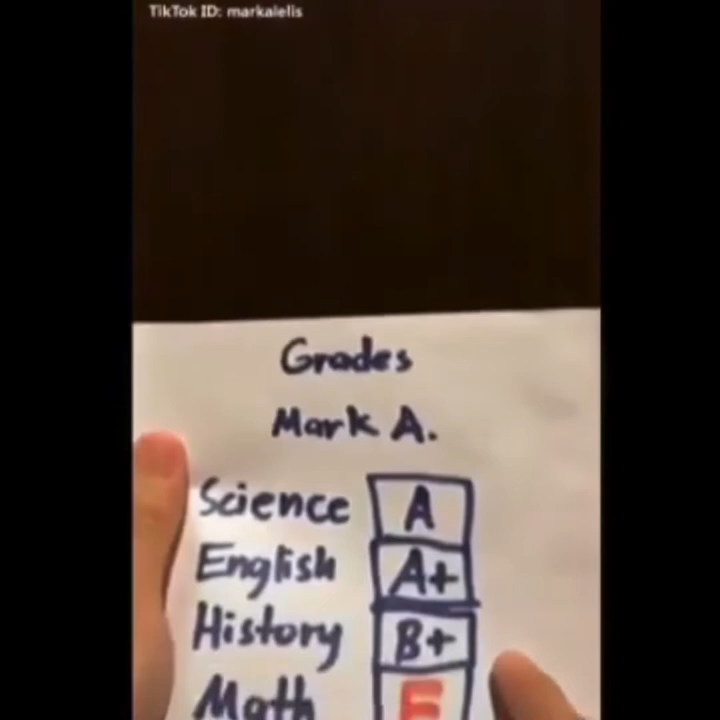 TikTok ID: markalelis
Grades
Mark A.
Science A
English A+
History B+
Math F